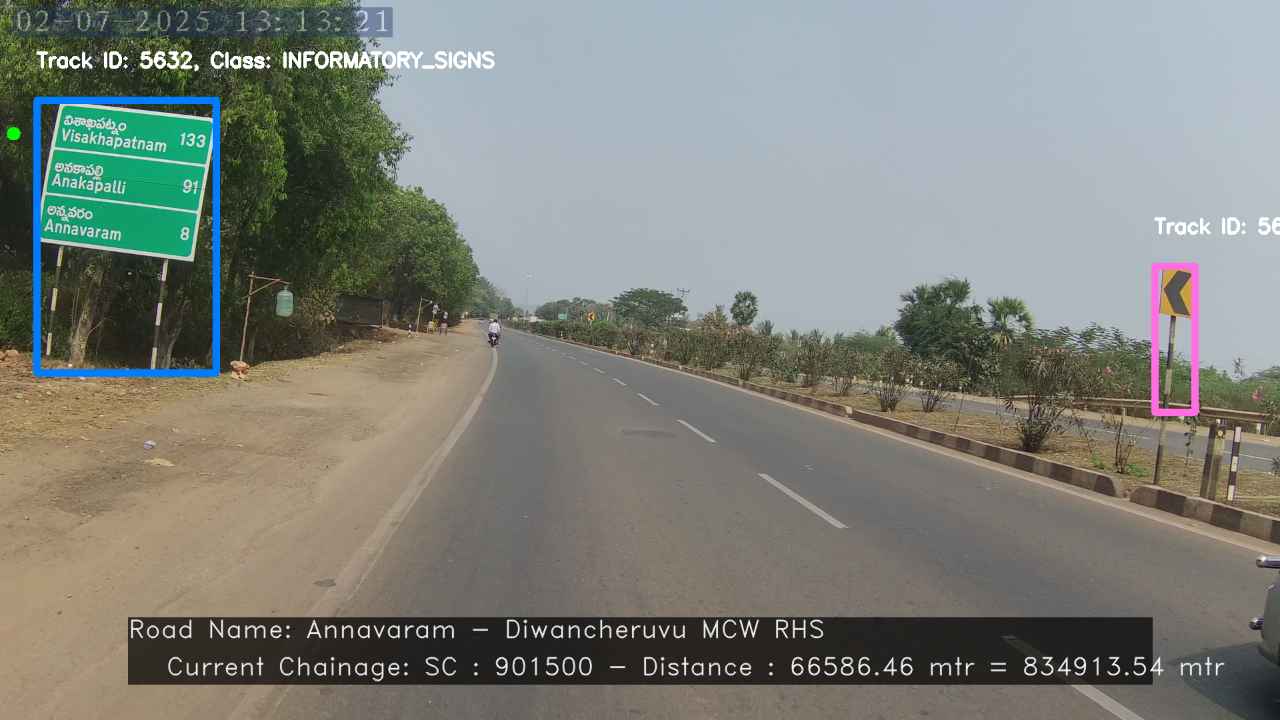 02-07-2025 13:13:21
Track ID: 5632, Class: INFORMATORY_SIGNS
విశాఖపట్నం
Visakhapatnam 133
అనకాపల్లి
Anakapalli 91
అన్నవరం
Annavaram 8
Track ID: 56
Road Name: Annavaram - Diwancheruvu MCW RHS
Current Chainage: SC : 901500 - Distance : 66586.46 mtr = 834913.54 mtr